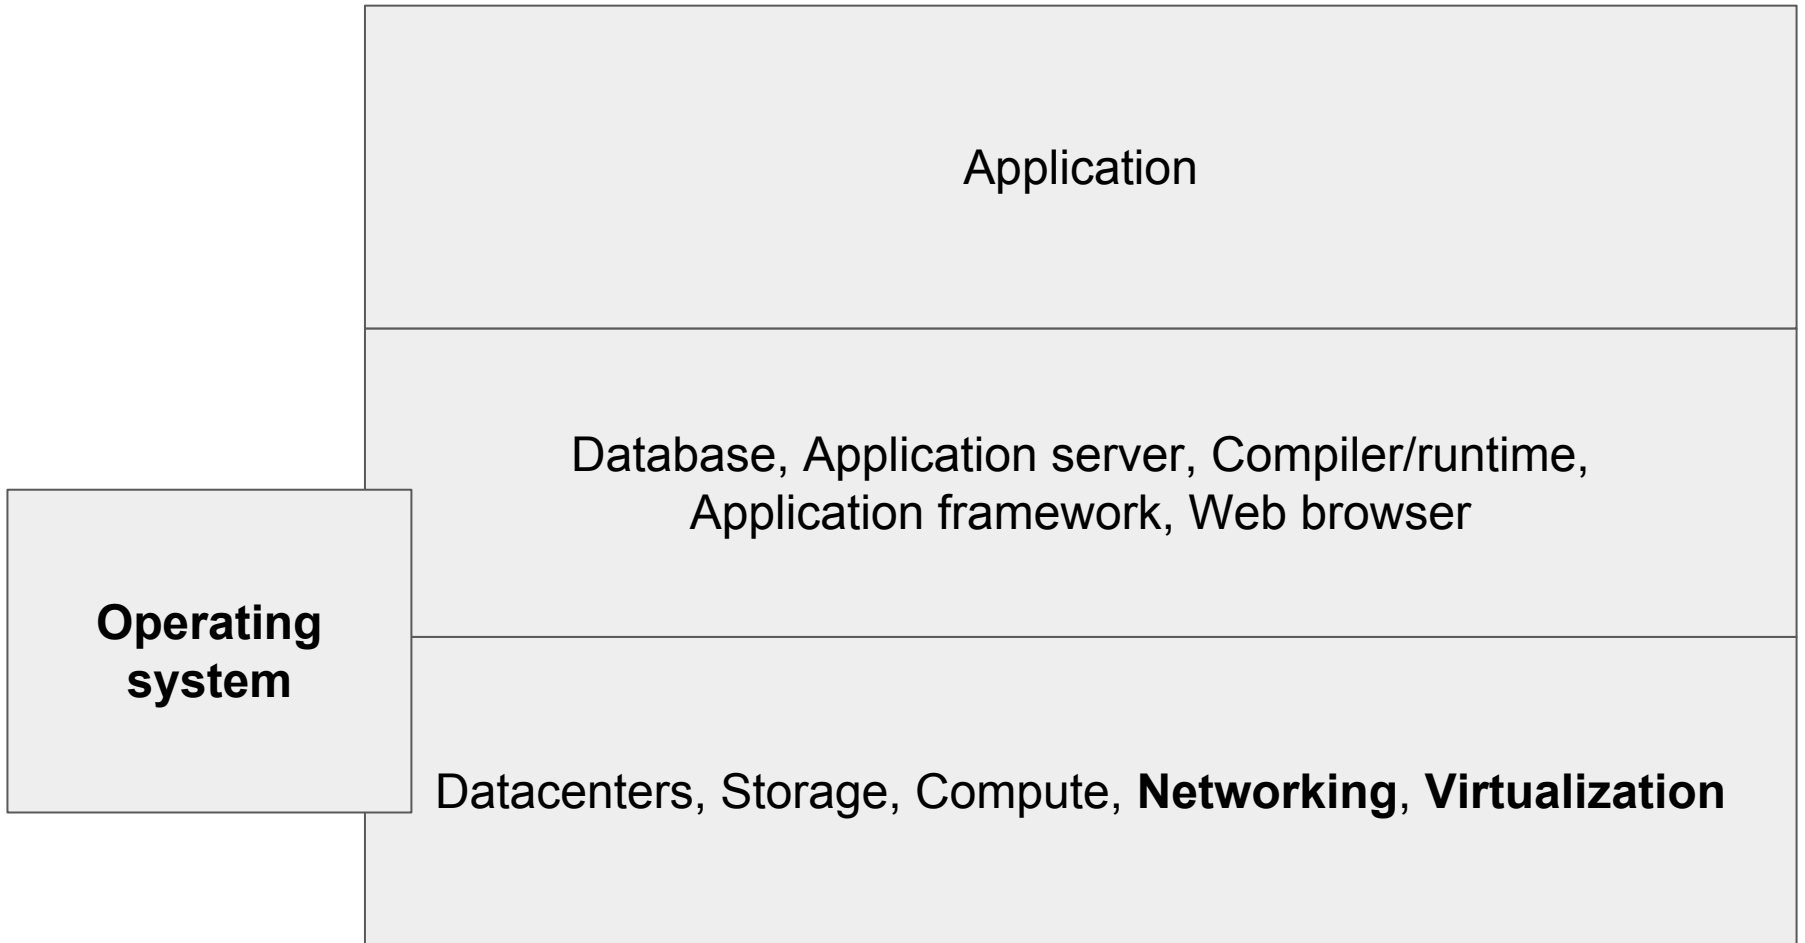 Application
Database, Application server, Compiler/runtime,
Application framework, Web browser
Operating
system
Datacenters, Storage, Compute, Networking, Virtualization